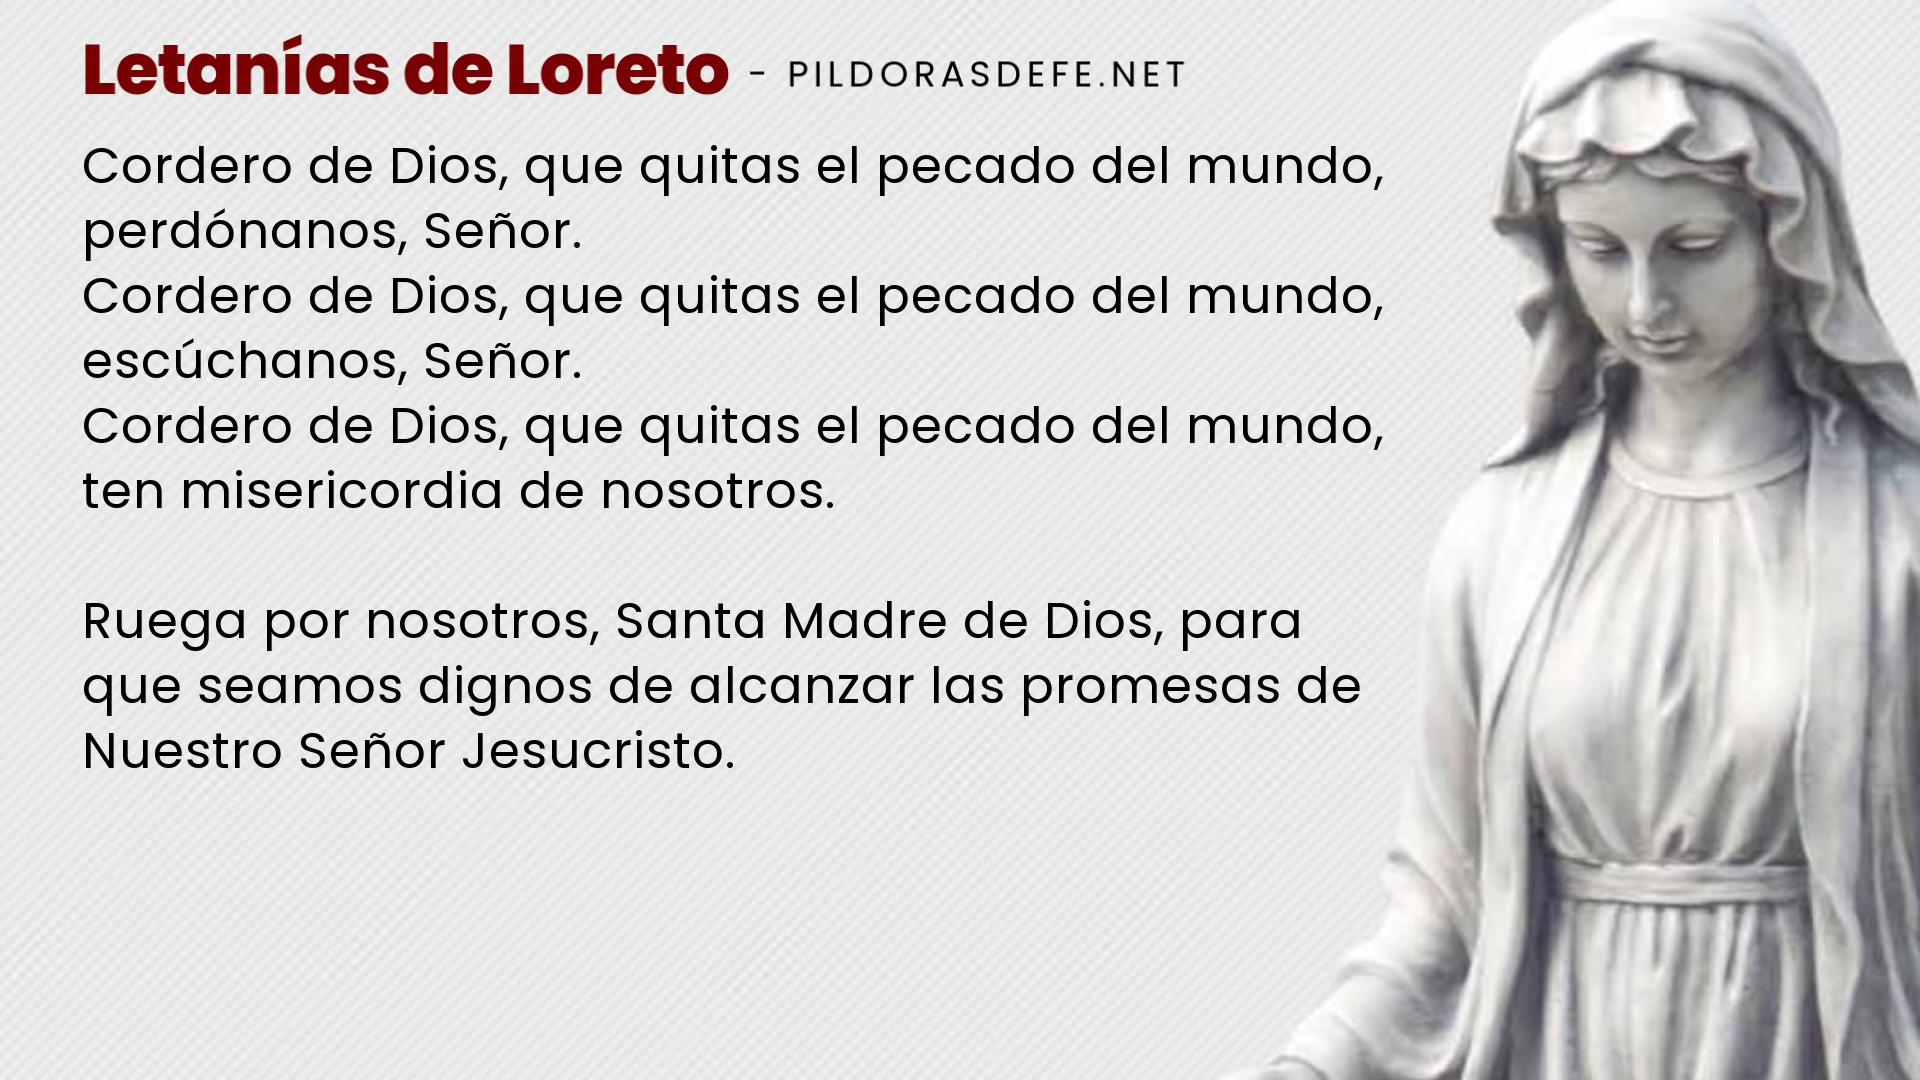 Letanías de Loreto - PILDORASDEFE.NET
Cordero de Dios, que quitas el pecado del mundo,
perdónanos, Señor.
Cordero de Dios, que quitas el pecado del mundo,
escúchanos, Señor.
Cordero de Dios, que quitas el pecado del mundo,
ten misericordia de nosotros.
Ruega por nosotros, Santa Madre de Dios, para
que seamos dignos de alcanzar las promesas de
Nuestro Señor Jesucristo.